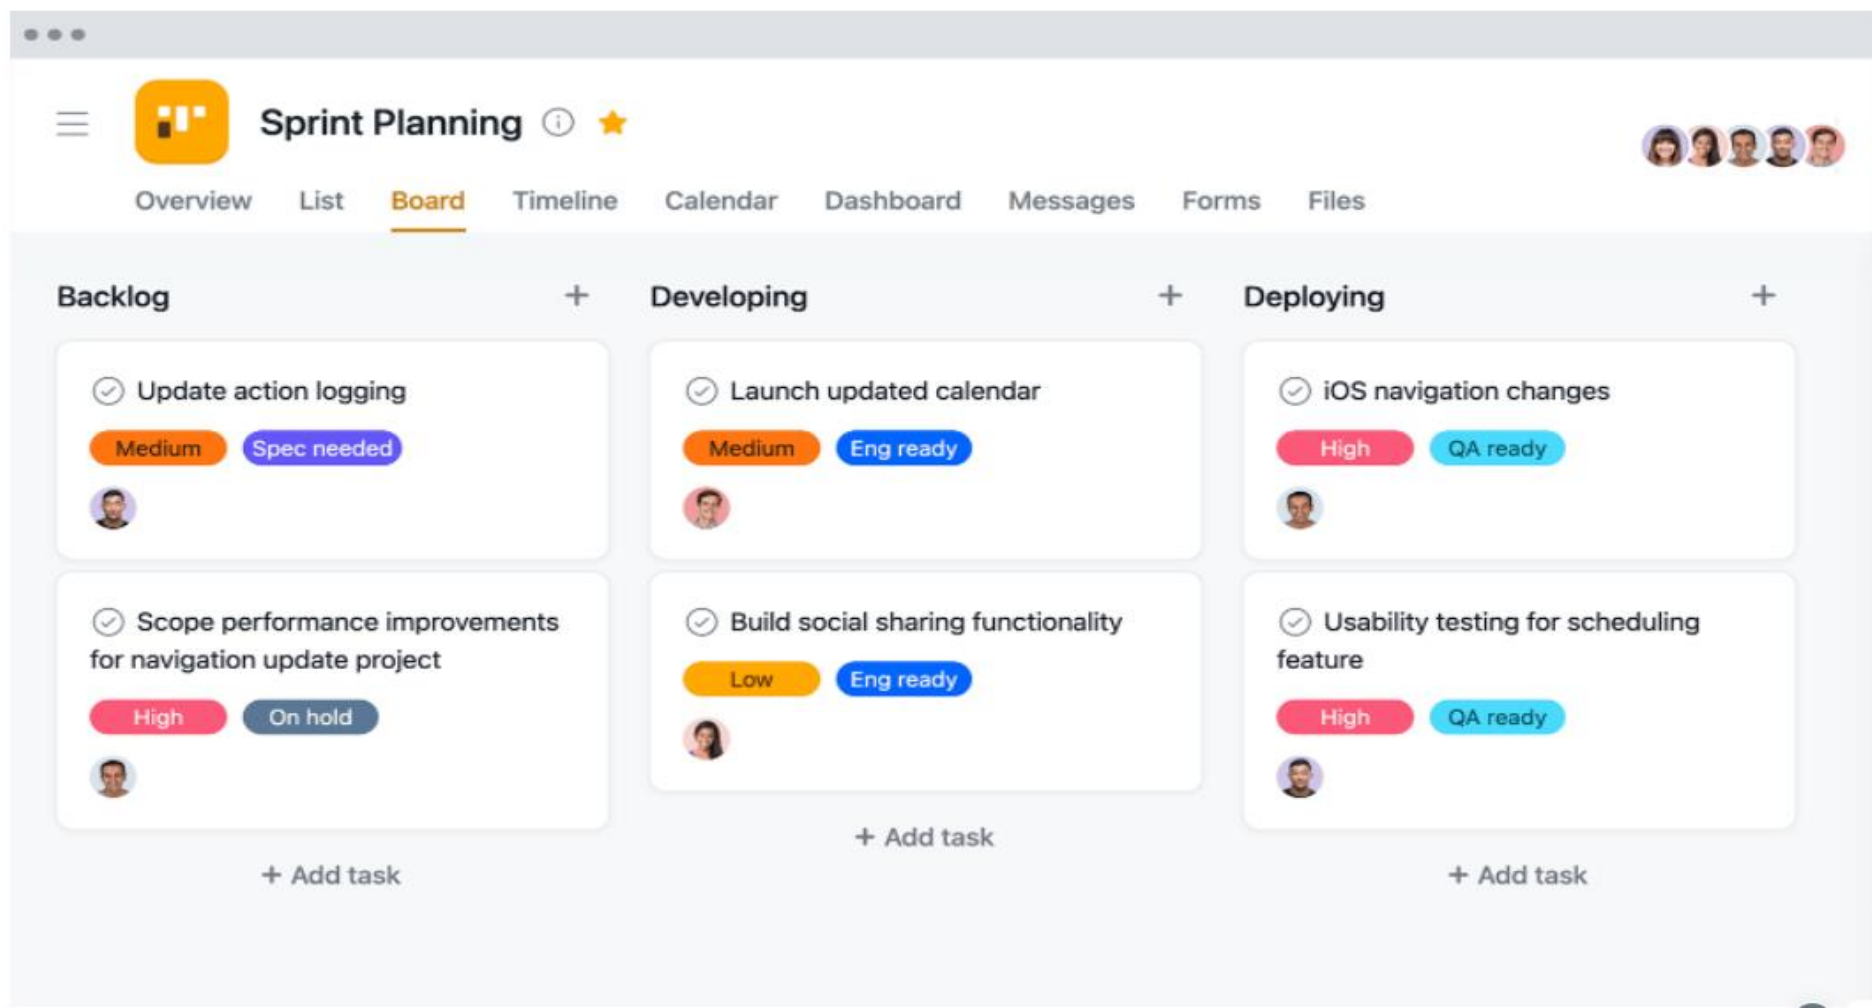 Sprint Planning
Overview List Board Timeline Calendar Dashboard Messages Forms Files
Backlog
Update action logging
Medium Spec needed
Scope performance improvements
for navigation update project
High On hold
+ Add task
Developing
Launch updated calendar
Medium Eng ready
Build social sharing functionality
Low Eng ready
+ Add task
Deploying
iOS navigation changes
High QA ready
Usability testing for scheduling
feature
High QA ready
+ Add task